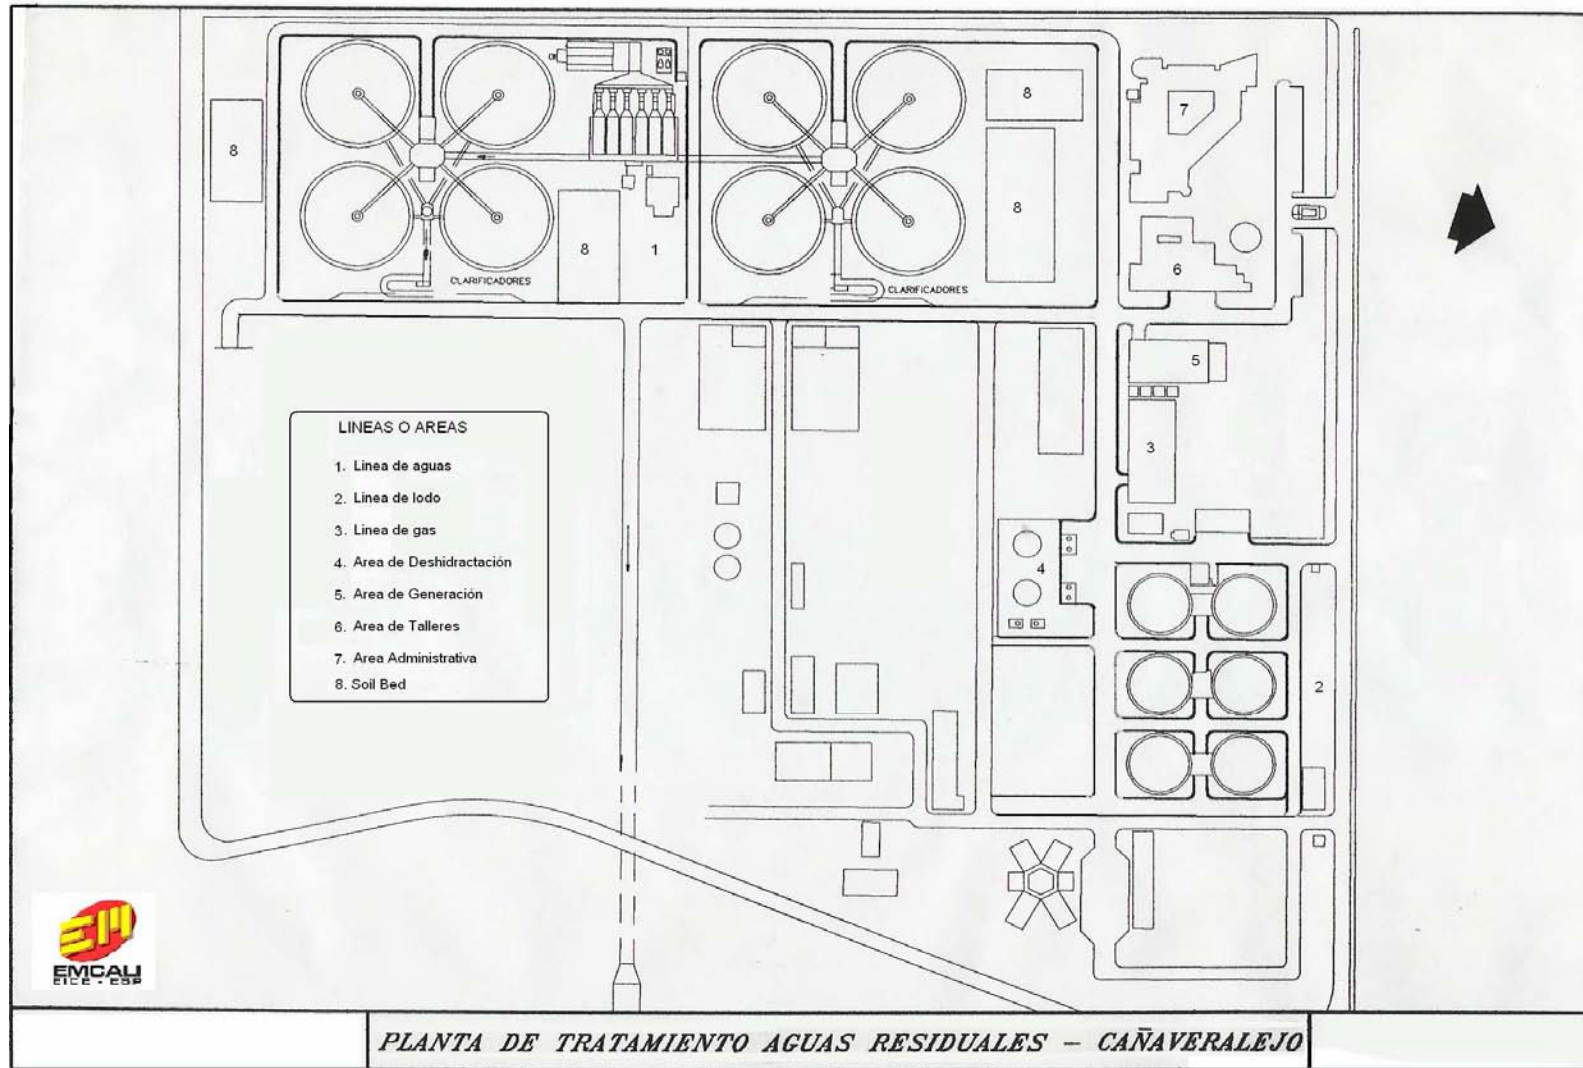 8
7
8
8
8
1
6
CLARIFICADORES
CLARIFICADORES
5
3
4
2
LINEAS O AREAS
1. Linea de aguas
2. Linea de lodo
3. Linea de gas
4. Area de Deshidractación
5. Area de Generación
6. Area de Talleres
7. Area Administrativa
8. Soil Bed
EM
EMCALI
EICE - ESP
PLANTA DE TRATAMIENTO AGUAS RESIDUALES - CAÑAVERALEJO